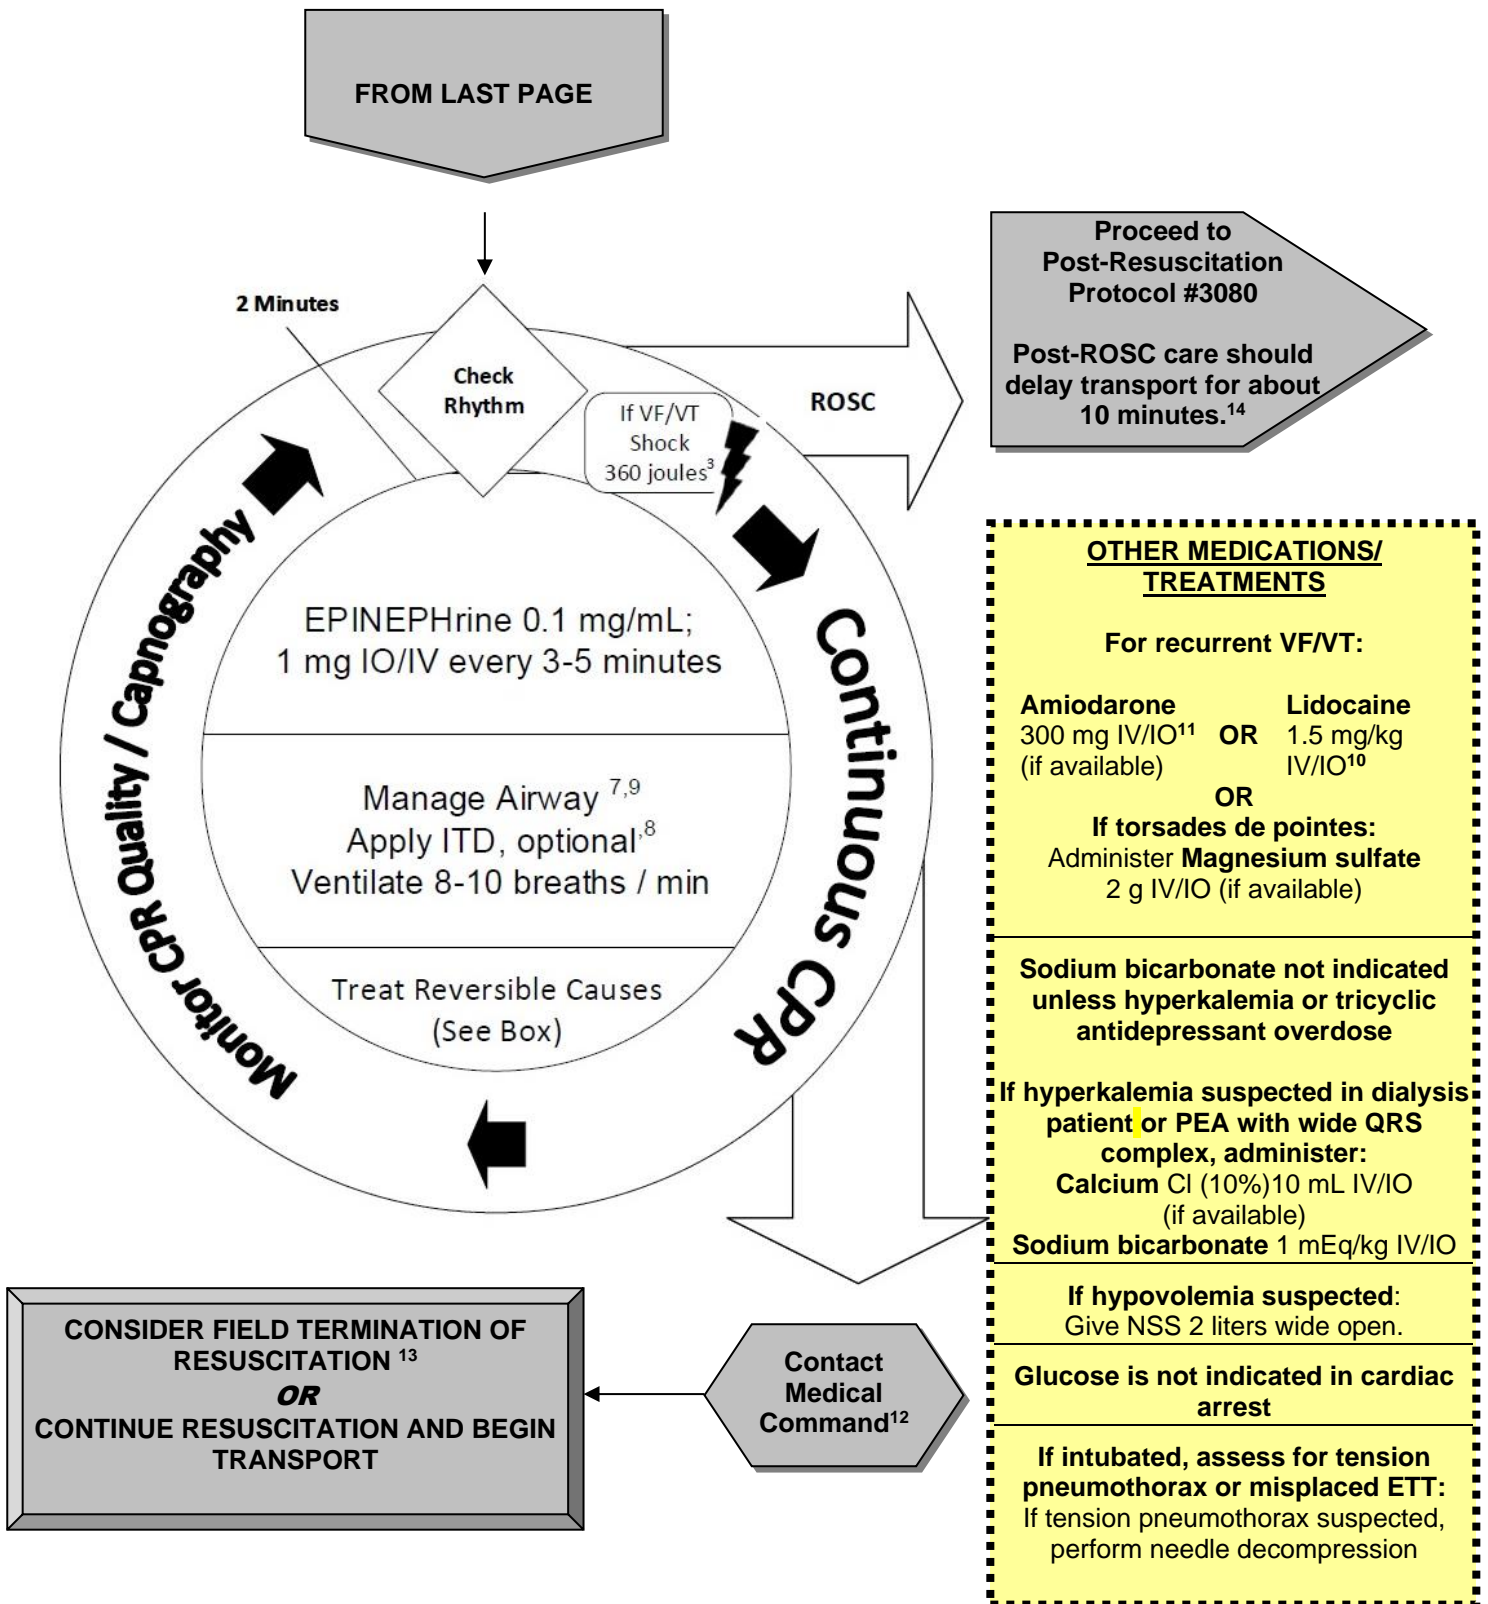 FROM LAST PAGE
2 Minutes
Check
Rhythm
If VF/VT
Shock
360 joules³
ROSC
Proceed to
Post-Resuscitation
Protocol #3080
Post-ROSC care should
delay transport for about
10 minutes.¹⁴
Monitor CPR Quality / Capnography
Continuous CPR
EPINEPHrine 0.1 mg/mL;
1 mg IO/IV every 3-5 minutes
Manage Airway ⁷,⁹
Apply ITD, optional,⁸
Ventilate 8-10 breaths / min
Treat Reversible Causes
(See Box)
OTHER MEDICATIONS/
TREATMENTS
For recurrent VF/VT:
Amiodarone
300 mg IV/IO¹¹
(if available)
OR
Lidocaine
1.5 mg/kg
IV/IO¹⁰
OR
If torsades de pointes:
Administer Magnesium sulfate
2 g IV/IO (if available)
Sodium bicarbonate not indicated
unless hyperkalemia or tricyclic
antidepressant overdose
If hyperkalemia suspected in dialysis
patient or PEA with wide QRS
complex, administer:
Calcium Cl (10%)10 mL IV/IO
(if available)
Sodium bicarbonate 1 mEq/kg IV/IO
If hypovolemia suspected:
Give NSS 2 liters wide open.
Glucose is not indicated in cardiac
arrest
If intubated, assess for tension
pneumothorax or misplaced ETT:
If tension pneumothorax suspected,
perform needle decompression
Contact
Medical
Command¹²
CONSIDER FIELD TERMINATION OF
RESUSCITATION ¹³
OR
CONTINUE RESUSCITATION AND BEGIN
TRANSPORT